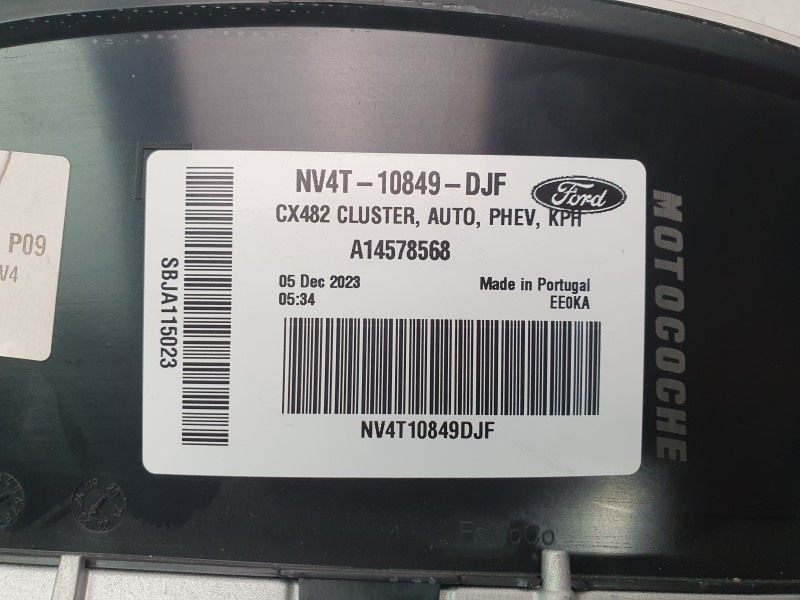 NV4T-10849-DJF
Ford
CX482 CLUSTER, AUTO, PHEV, KPH
A14578568
05 Dec 2023
Made in Portugal
05:34
EE0KA
NV4T10849DJF
SBJA115023
P09
V4
MOTOCOCHE